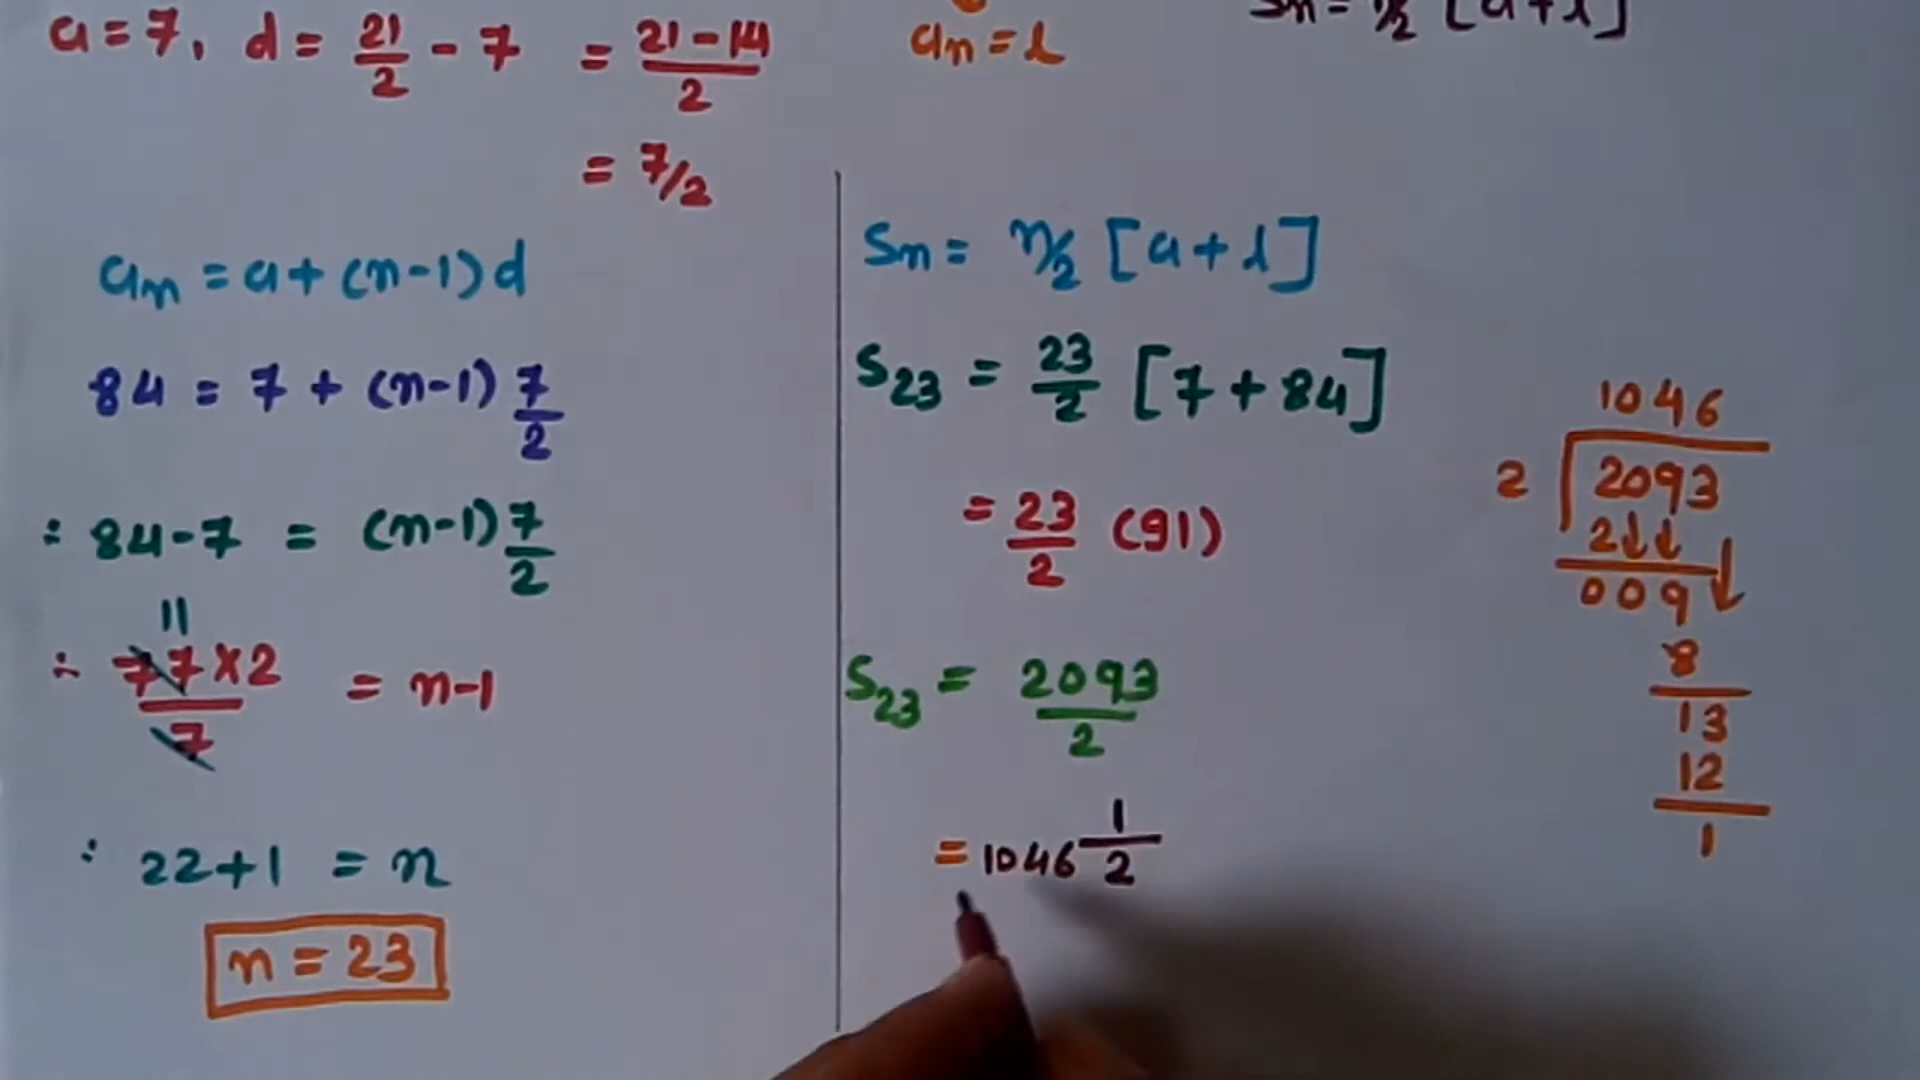 a = 7, d = 21/2 - 7 = 21-14/2
= 7/2
an = l
Sn = n/2 [a+l]
an = a + (n-1) d
84 = 7 + (n-1) 7/2
∴ 84-7 = (n-1) 7/2
11
∴ 77×2/7 = n-1
∴ 22+1 = n
n = 23
Sn = n/2 [a+l]
S23 = 23/2 [7+84]
= 23/2 (91)
S23 = 2093/2
= 1046 1/2
1046
2 2093
2↓↓
009↓
8
13
12
1